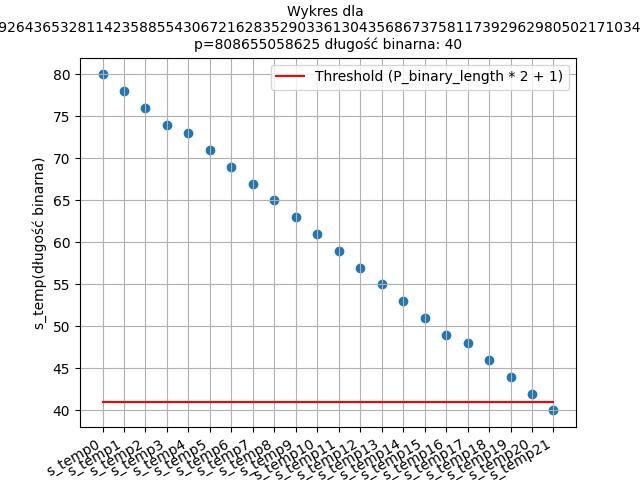 Wykres dla
9264365328114235885543067216283529033613043568673758117392962980502171034
p=808655058625 długość binarna: 40
Threshold (P_binary_length * 2 + 1)
80
75
70
65
60
55
50
45
40
s_temp(długość binarna)
s_temp0
s_temp1
s_temp2
s_temp3
s_temp4
s_temp5
s_temp6
s_temp7
s_temp8
s_temp9
s_temp10
s_temp11
s_temp12
s_temp13
s_temp14
s_temp15
s_temp16
s_temp17
s_temp18
s_temp19
s_temp20
s_temp21